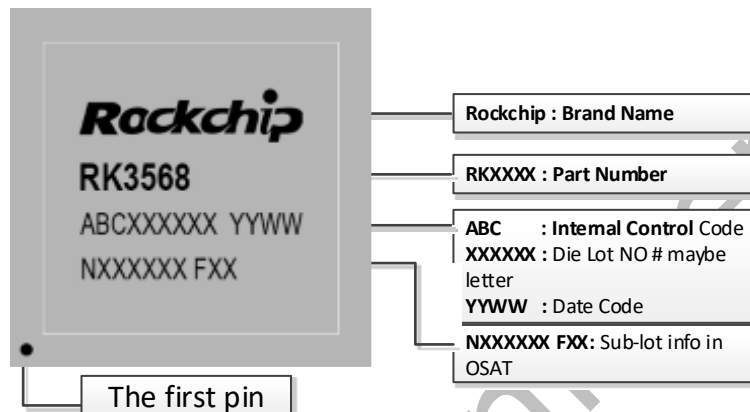 Rockchip
RK3568
ABCXXXXXX YYWW
NXXXXXX FXX
The first pin
Rockchip : Brand Name
RKXXXX : Part Number
ABC : Internal Control Code
XXXXXX : Die Lot NO # maybe
letter
YYWW : Date Code
NXXXXXX FXX: Sub-lot info in
OSAT